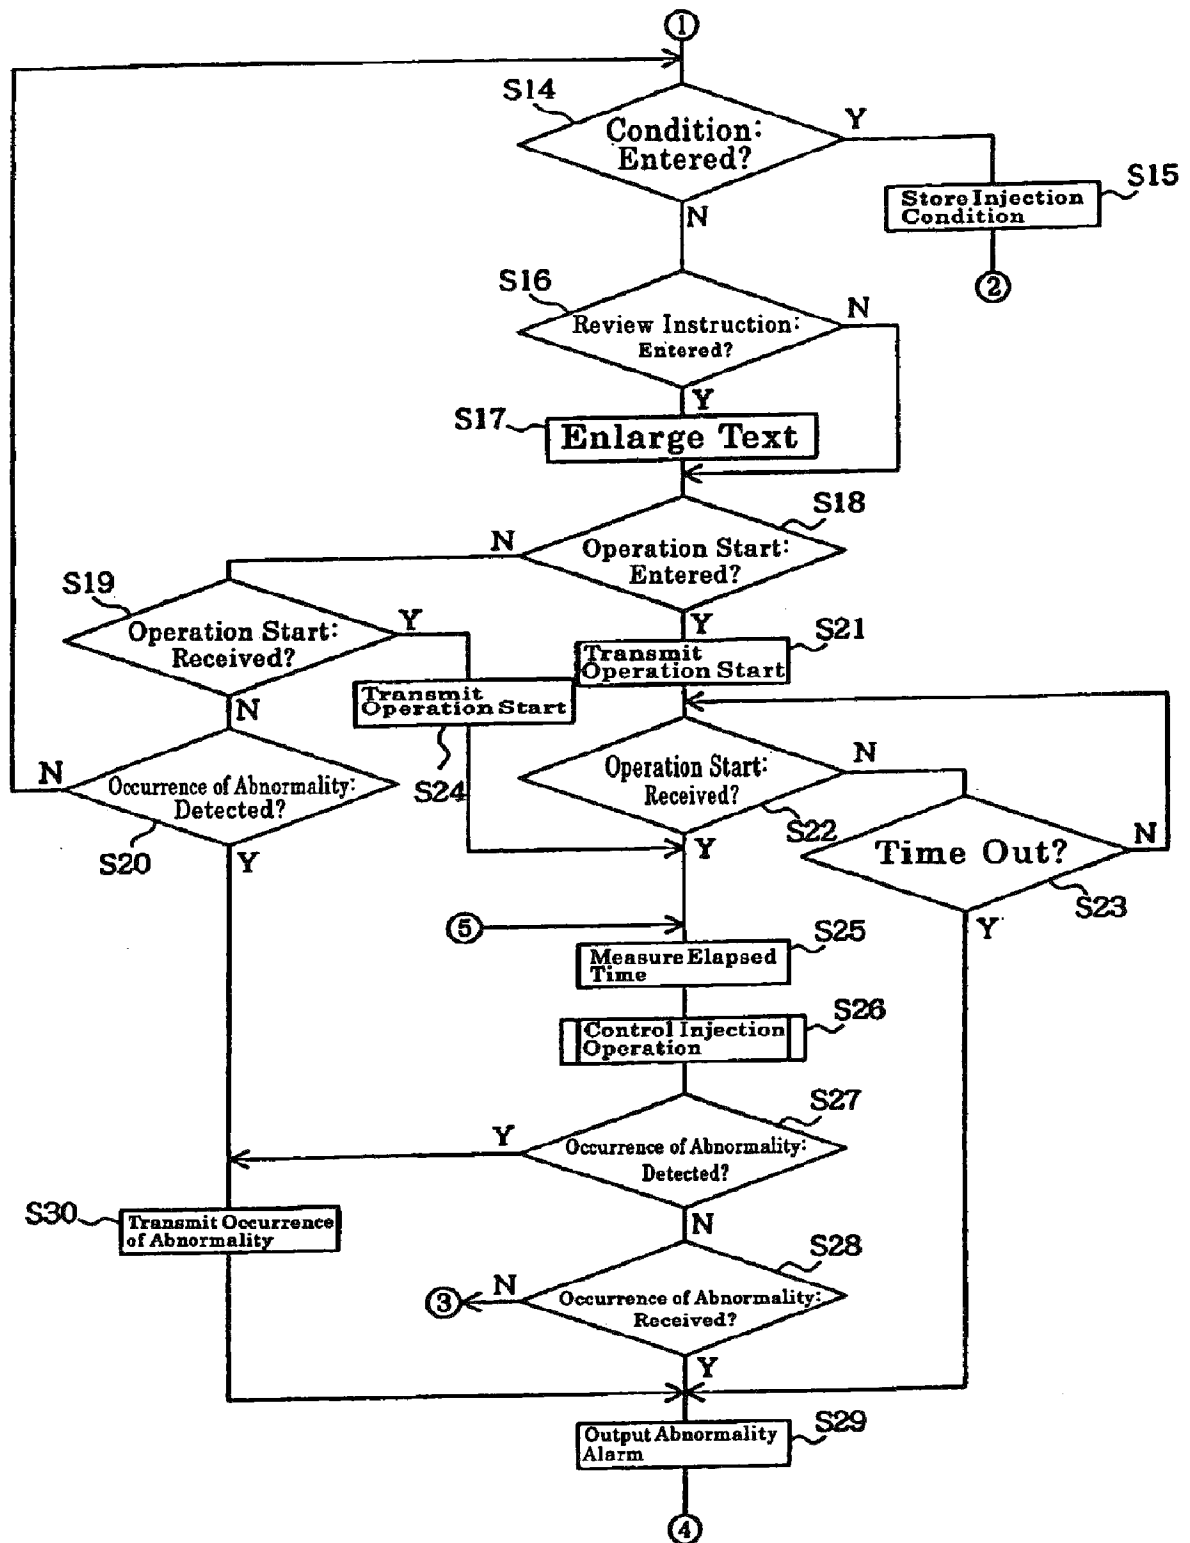 ①
S14
Condition:
Entered?
Y
S15
Store Injection
Condition
N
②
S16
Review Instruction:
Entered?
N
Y
S17
Enlarge Text
S18
Operation Start:
Entered?
N
Y
S19
Operation Start:
Received?
Y
N
S21
Transmit
Operation Start
Transmit
Operation Start
S24
Operation Start:
Received?
N
S22
Y
N
Occurrence of Abnormality:
Detected?
S20
Y
Time Out?
N
S23
Y
⑤
S25
Measure Elapsed
Time
S26
Control Injection
Operation
S27
Occurrence of Abnormality:
Detected?
Y
N
S30
Transmit Occurrence
of Abnormality
S28
Occurrence of Abnormality:
Received?
N
③
Y
S29
Output Abnormality
Alarm
④